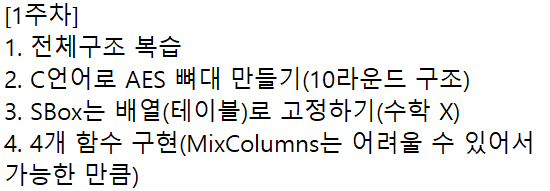 [1주차]
1. 전체구조 복습
2. C언어로 AES 뼈대 만들기(10라운드 구조)
3. SBox는 배열(테이블)로 고정하기(수학 X)
4. 4개 함수 구현(MixColumns는 어려울 수 있어서
가능한 만큼)